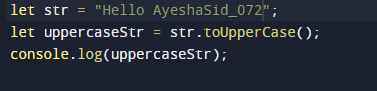 let str = "Hello AyeshaSid_072";
let uppercaseStr = str.toUpperCase();
console.log(uppercaseStr);